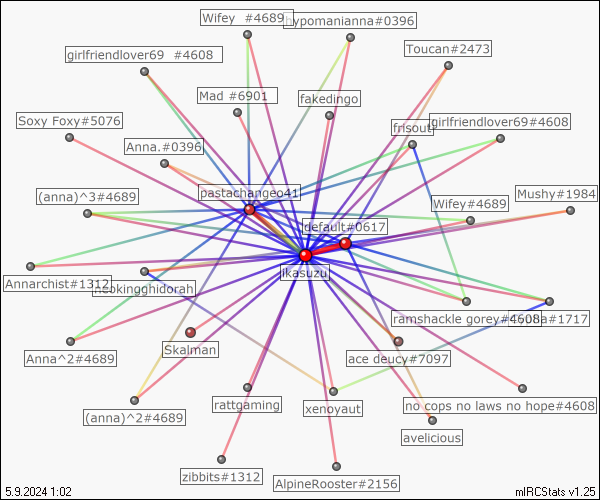 Wifey  #4689
hypomanianna#0396
girlfriendlover69  #4608
Toucan#2473
Mad #6901
fakedingo
Soxy Foxy#5076
frisouti
girlfriendlover69#4608
Anna.#0396
pastachangeo41
(anna)^3#4689
Wifey#4689
Mushy#1984
default#0617
ikasuzu
Annarchist#1312
neokingghidorah
ramshackle gorey#4608
#1717
Anna^2#4689
Skalman
ace deucy#7097
(anna)^2#4689
rattgaming
xenoyaut
no cops no laws no hope#4608
avelicious
zibbits#1312
AlpineRooster#2156
5.9.2024 1:02
mIRCStats v1.25